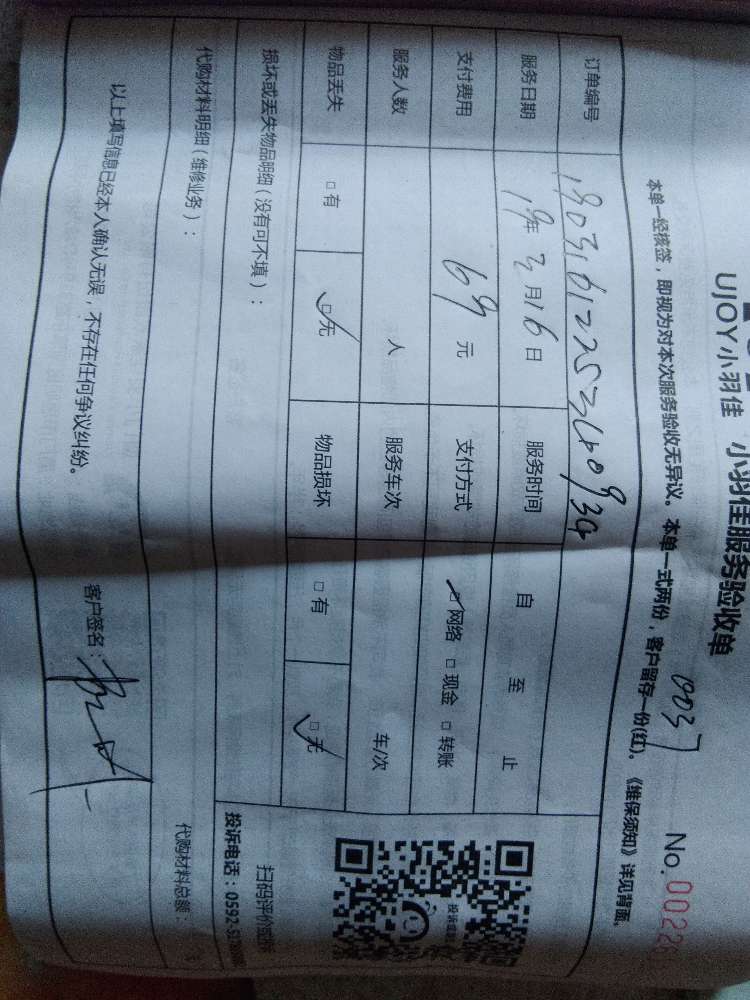 UJOY小羽佳 小羽佳服务验收单
0037
No. 00226
本单一经核签，即视为对本次服务验收无异议。本单一式两份，客户留存一份(红)。《维保须知》详见背面。
订单编号
服务日期 19年3月16日 服务时间 自 至 止
支付费用 69元 支付方式 □网络 □现金 □转账
服务人数 人 服务车次 车/次
物品丢失 □有 □无 物品损坏 □有 □无
损坏或丢失物品明细（没有可不填）：
扫码评价
投诉电话：0592-
代购材料明细（维修业务）：
代购材料总额：
以上填写信息已经本人确认无误，不存在任何争议纠纷。
客户签名：